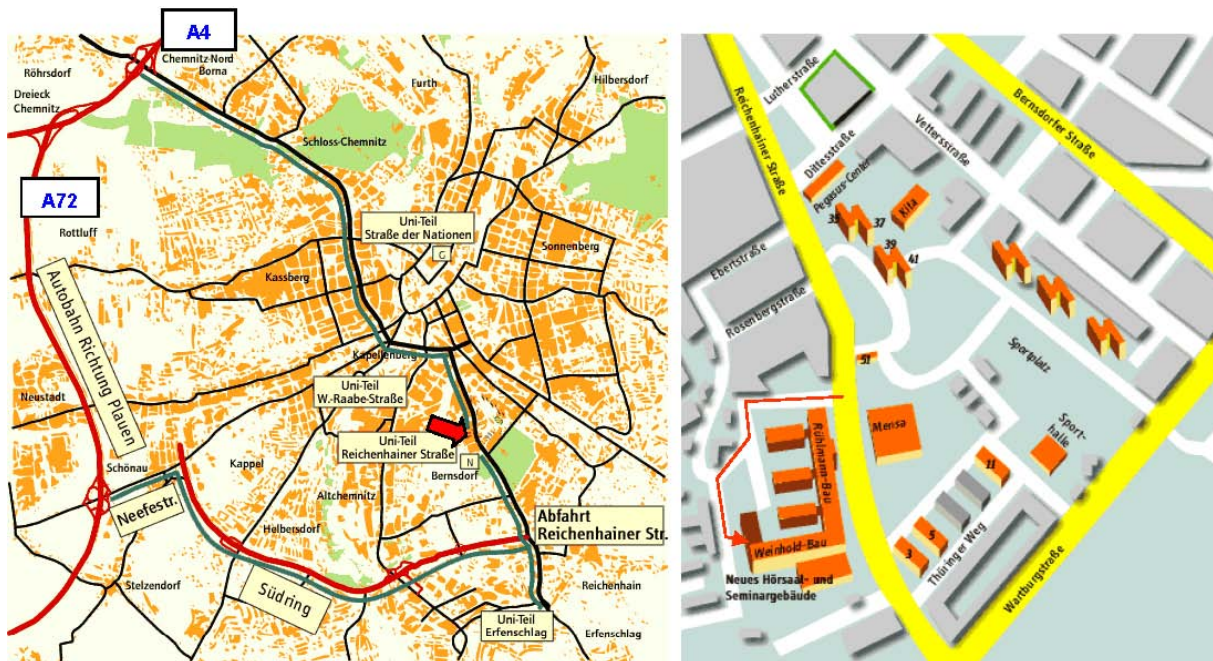 A4
Chemnitz-Nord
Borna
Röhrsdorf
Furth
Hilbersdorf
Dreieck
Chemnitz
Schloss-Chemnitz
A72
Rottluff
Uni-Teil
Straße der Nationen
G
Sonnenberg
Kassberg
Autobahn Richtung Plauen
Kapellenberg
Uni-Teil
W.-Raabe-Straße
Neustadt
Uni-Teil
Reichenhainer Straße
N
Schönau
Kappel
Bernsdorf
Neefestr.
Altchemnitz
Helbersdorf
Abfahrt
Reichenhainer Str.
Stelzendorf
Südring
Reichenhain
Uni-Teil
Erfenschlag
Erfenschlag
Lutherstraße
Reichenhainer Straße
Bernsdorfer Straße
Vettersstraße
Dittesstraße
Pegasus-Center
35
37
Kita
39
41
Ebertstraße
Rosenbergstraße
51
Sportplatz
Mensa
Rühlmann-Bau
Sport-
halle
11
Weinhold-Bau
3
5
Thüringer Weg
Wartburgstraße
Neues Hörsaal- und
Seminargebäude